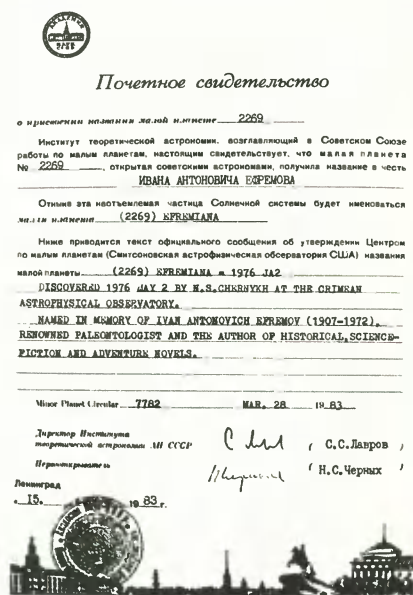 Почетное свидетельство
о присвоении названия малой планете 2269
Институт теоретической астрономии, возглавляющий в Советском Союзе
работы по малым планетам, настоящим свидетельствует, что малая планета
№ 2269, открытая советскими астрономами, получила название в честь
ИВАНА АНТОНОВИЧА ЕФРЕМОВА
Отныне эта неотъемлемая частица Солнечной системы будет именоваться
малая планета (2269) EFREMIANA
Ниже приводится текст официального сообщения об утверждении Центром
по малым планетам (Смитсоновская астрофизическая обсерватория США) названия
малой планеты (2269) EFREMIANA = 1976 JA2
DISCOVERED 1976 MAY 2 BY N.S.CHERNYKH AT THE CRIMEAN
ASTROPHYSICAL OBSERVATORY.
NAMED IN MEMORY OF IVAN ANTONOVICH EFREMOV (1907-1972),
RENOWNED PALEONTOLOGIST AND THE AUTHOR OF HISTORICAL,SCIENCE-
FICTION AND ADVENTURE NOVELS.
Minor Planet Circular 7782 MAR. 28 1983
Директор Института
теоретической астрономии АН СССР ( С.С.Лавров )
Первооткрыватель ( Н.С.Черных )
Ленинград
« 15. 1983 г.